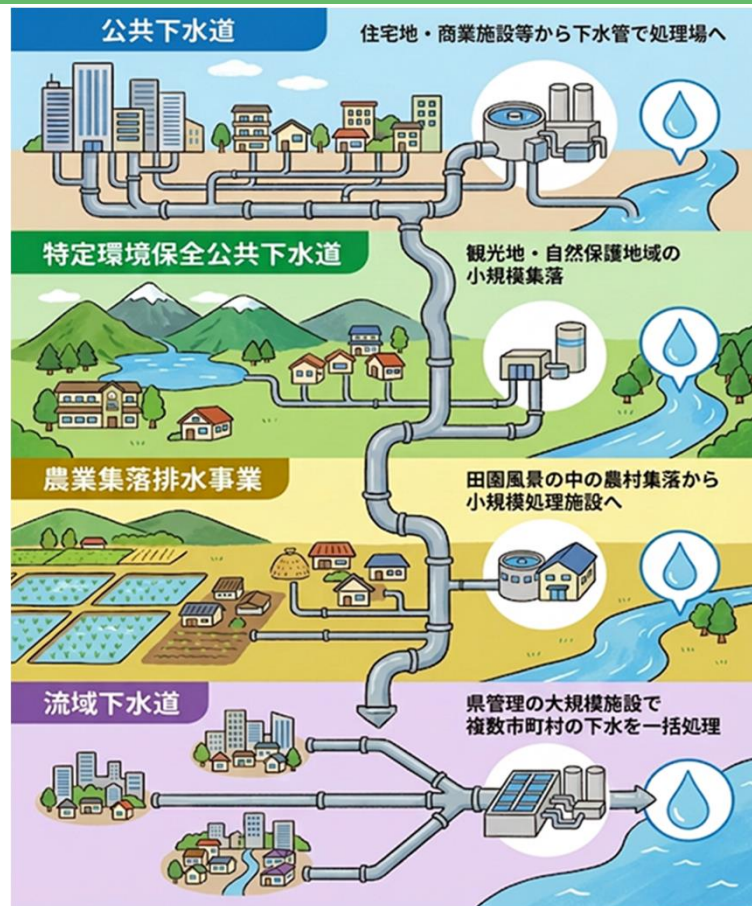 公共下水道
住宅地・商業施設等から下水管で処理場へ
特定環境保全公共下水道
観光地・自然保護地域の
小規模集落
農業集落排水事業
田園風景の中の農村集落から
小規模処理施設へ
流域下水道
県管理の大規模施設で
複数市町村の下水を一括処理